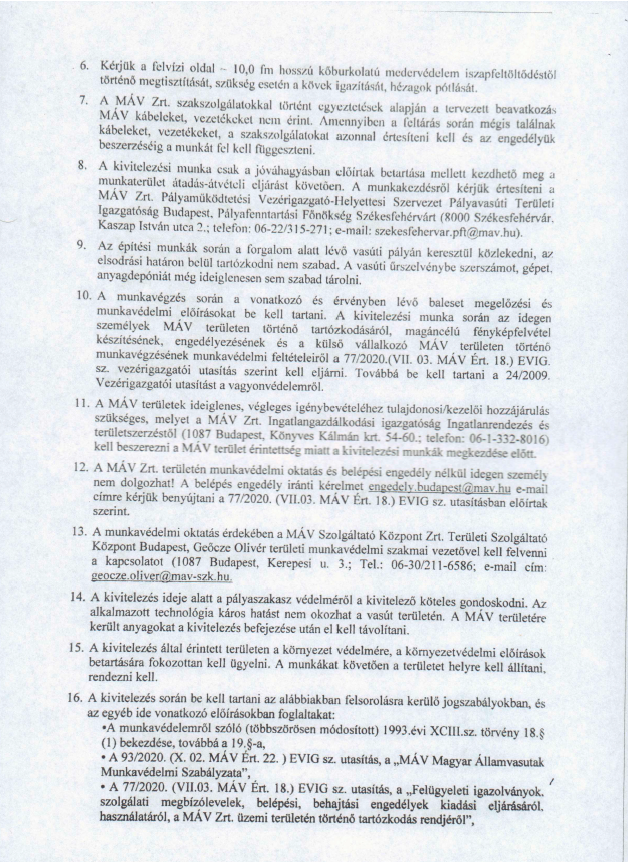 6. Kérjük a felvízi oldal – 10,0 fm hosszú kőburkolatú medervédelem iszapfeltöltődéstől
történő megtisztítását, szükség esetén a kövek igazítását, hézagok pótlását.
7. A MÁV Zrt. szakszolgálatokkal történt egyeztetések alapján a tervezett beavatkozás
MÁV kábeleket, vezetékeket nem érint. Amennyiben a feltárás során mégis találnak
kábeleket, vezetékeket, a szakszolgálatokat azonnal értesíteni kell és az engedélyük
beszerzéséig a munkát fel kell függeszteni.
8. A kivitelezési munka csak a jóváhagyásban előírtak betartása mellett kezdhető meg a
munkaterület átadás-átvételi eljárást követően. A munkakezdésről kérjük értesíteni a
MÁV Zrt. Pályaműködtetési Vezérigazgató-Helyettesi Szervezet Pályavasúti Területi
Igazgatóság Budapest, Pályafenntartási Főnökség Székesfehérvárt (8000 Székesfehérvár,
Kaszap István utca 2.; telefon: 06-22/315-271; e-mail: szekesfehervar.pft@mav.hu).
9. Az építési munkák során a forgalom alatt lévő vasúti pályán keresztül közlekedni, az
elsodrási határon belül tartózkodni nem szabad. A vasúti űrszelvénybe szerszámot, gépet,
anyagdepóniát még ideiglenesen sem szabad tárolni.
10. A munkavégzés során a vonatkozó és érvényben lévő baleset megelőzési és
munkavédelmi előírásokat be kell tartani. A kivitelezési munka során az idegen
személyek MÁV területen történő tartózkodásáról, magáncélú fényképfelvétel
készítésének, engedélyezésének és a külső vállalkozó MÁV területen történő
munkavégzésének munkavédelmi feltételeiről a 77/2020.(VII. 03. MÁV Ért. 18.) EVIG
sz. vezérigazgatói utasítás szerint kell eljárni. Továbbá be kell tartani a 24/2009.
Vezérigazgatói utasítást a vagyonvédelemről.
11. A MÁV területek ideiglenes, végleges igénybevételéhez tulajdonosi/kezelői hozzájárulás
szükséges, melyet a MÁV Zrt. Ingatlangazdálkodási igazgatóság Ingatlanrendezés és
területszerzéstől (1087 Budapest, Könyves Kálmán krt. 54-60.; telefon: 06-1-332-8016)
kell beszerezni a MÁV terület érintettség miatt a kivitelezési munkák megkezdése előtt.
12. A MÁV Zrt. területén munkavédelmi oktatás és belépési engedély nélkül idegen személy
nem dolgozhat! A belépés engedély iránti kérelmet engedely.budapest@mav.hu e-mail
címre kérjük benyújtani a 77/2020. (VII.03. MÁV Ért. 18.) EVIG sz. utasításban előírtak
szerint.
13. A munkavédelmi oktatás érdekében a MÁV Szolgáltató Központ Zrt. Területi Szolgáltató
Központ Budapest, Geőcze Olivér területi munkavédelmi szakmai vezetővel kell felvenni
a kapcsolatot (1087 Budapest, Kerepesi u. 3.; Tel.: 06-30/211-6586; e-mail cím:
geocze.oliver@mav-szk.hu.
14. A kivitelezés ideje alatt a pályaszakasz védelméről a kivitelező köteles gondoskodni. Az
alkalmazott technológia káros hatást nem okozhat a vasút területén. A MÁV területére
került anyagokat a kivitelezés befejezése után el kell távolítani.
15. A kivitelezés által érintett területen a környezet védelmére, a környezetvédelmi előírások
betartására fokozottan kell ügyelni. A munkákat követően a területet helyre kell állítani,
rendezni kell.
16. A kivitelezés során be kell tartani az alábbiakban felsorolásra kerülő jogszabályokban, és
az egyéb ide vonatkozó előírásokban foglaltakat:
•A munkavédelemről szóló (többszörösen módosított) 1993.évi XCIII.sz. törvény 18.§
(1) bekezdése, továbbá a 19.§-a,
• A 93/2020. (X. 02. MÁV Ért. 22. ) EVIG sz. utasítás, a „MÁV Magyar Államvasutak
Munkavédelmi Szabályzata”,
• A 77/2020. (VII.03. MÁV Ért. 18.) EVIG sz. utasítás, a „Felügyeleti igazolványok,
szolgálati megbízólevelek, belépési, behajtási engedélyek kiadási eljárásáról,
használatáról, a MÁV Zrt. üzemi területén történő tartózkodás rendjéről”,